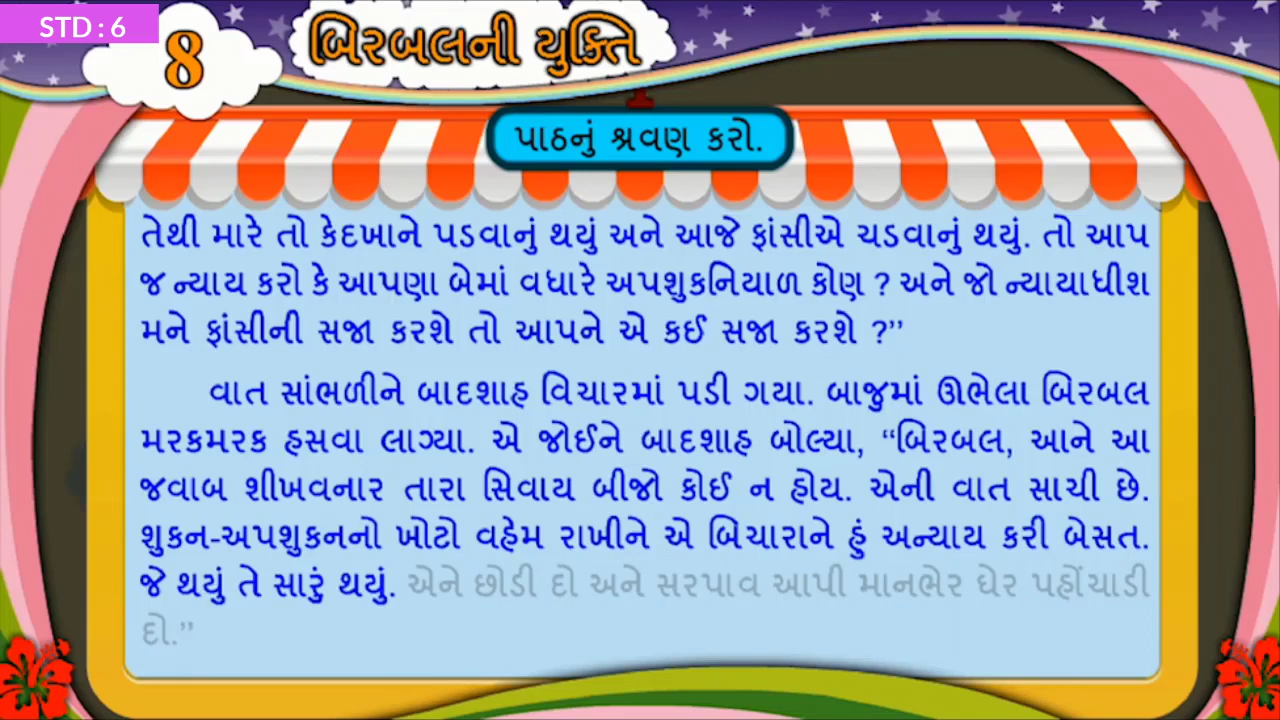 STD : 6
8
બિરબલની યુક્તિ
પાઠનું શ્રવણ કરો.
તેથી મારે તો કેદખાને પડવાનું થયું અને આજે ફાંસીએ ચડવાનું થયું. તો આપ
જ ન્યાય કરો કે આપણા બેમાં વધારે અપશુકનિયાળ કોણ ? અને જો ન્યાયાધીશ
મને ફાંસીની સજા કરશે તો આપને એ કઈ સજા કરશે ?’’
વાત સાંભળીને બાદશાહ વિચારમાં પડી ગયા. બાજુમાં ઊભેલા બિરબલ
મરકમરક હસવા લાગ્યા. એ જોઈને બાદશાહ બોલ્યા, ‘‘બિરબલ, આને આ
જવાબ શીખવનાર તારા સિવાય બીજો કોઈ ન હોય. એની વાત સાચી છે.
શુકન-અપશુકનનો ખોટો વહેમ રાખીને એ બિચારાને હું અન્યાય કરી બેસત.
જે થયું તે સારું થયું. એને છોડી દો અને સરપાવ આપી માનભેર ઘેર પહોંચાડી
દો.’’